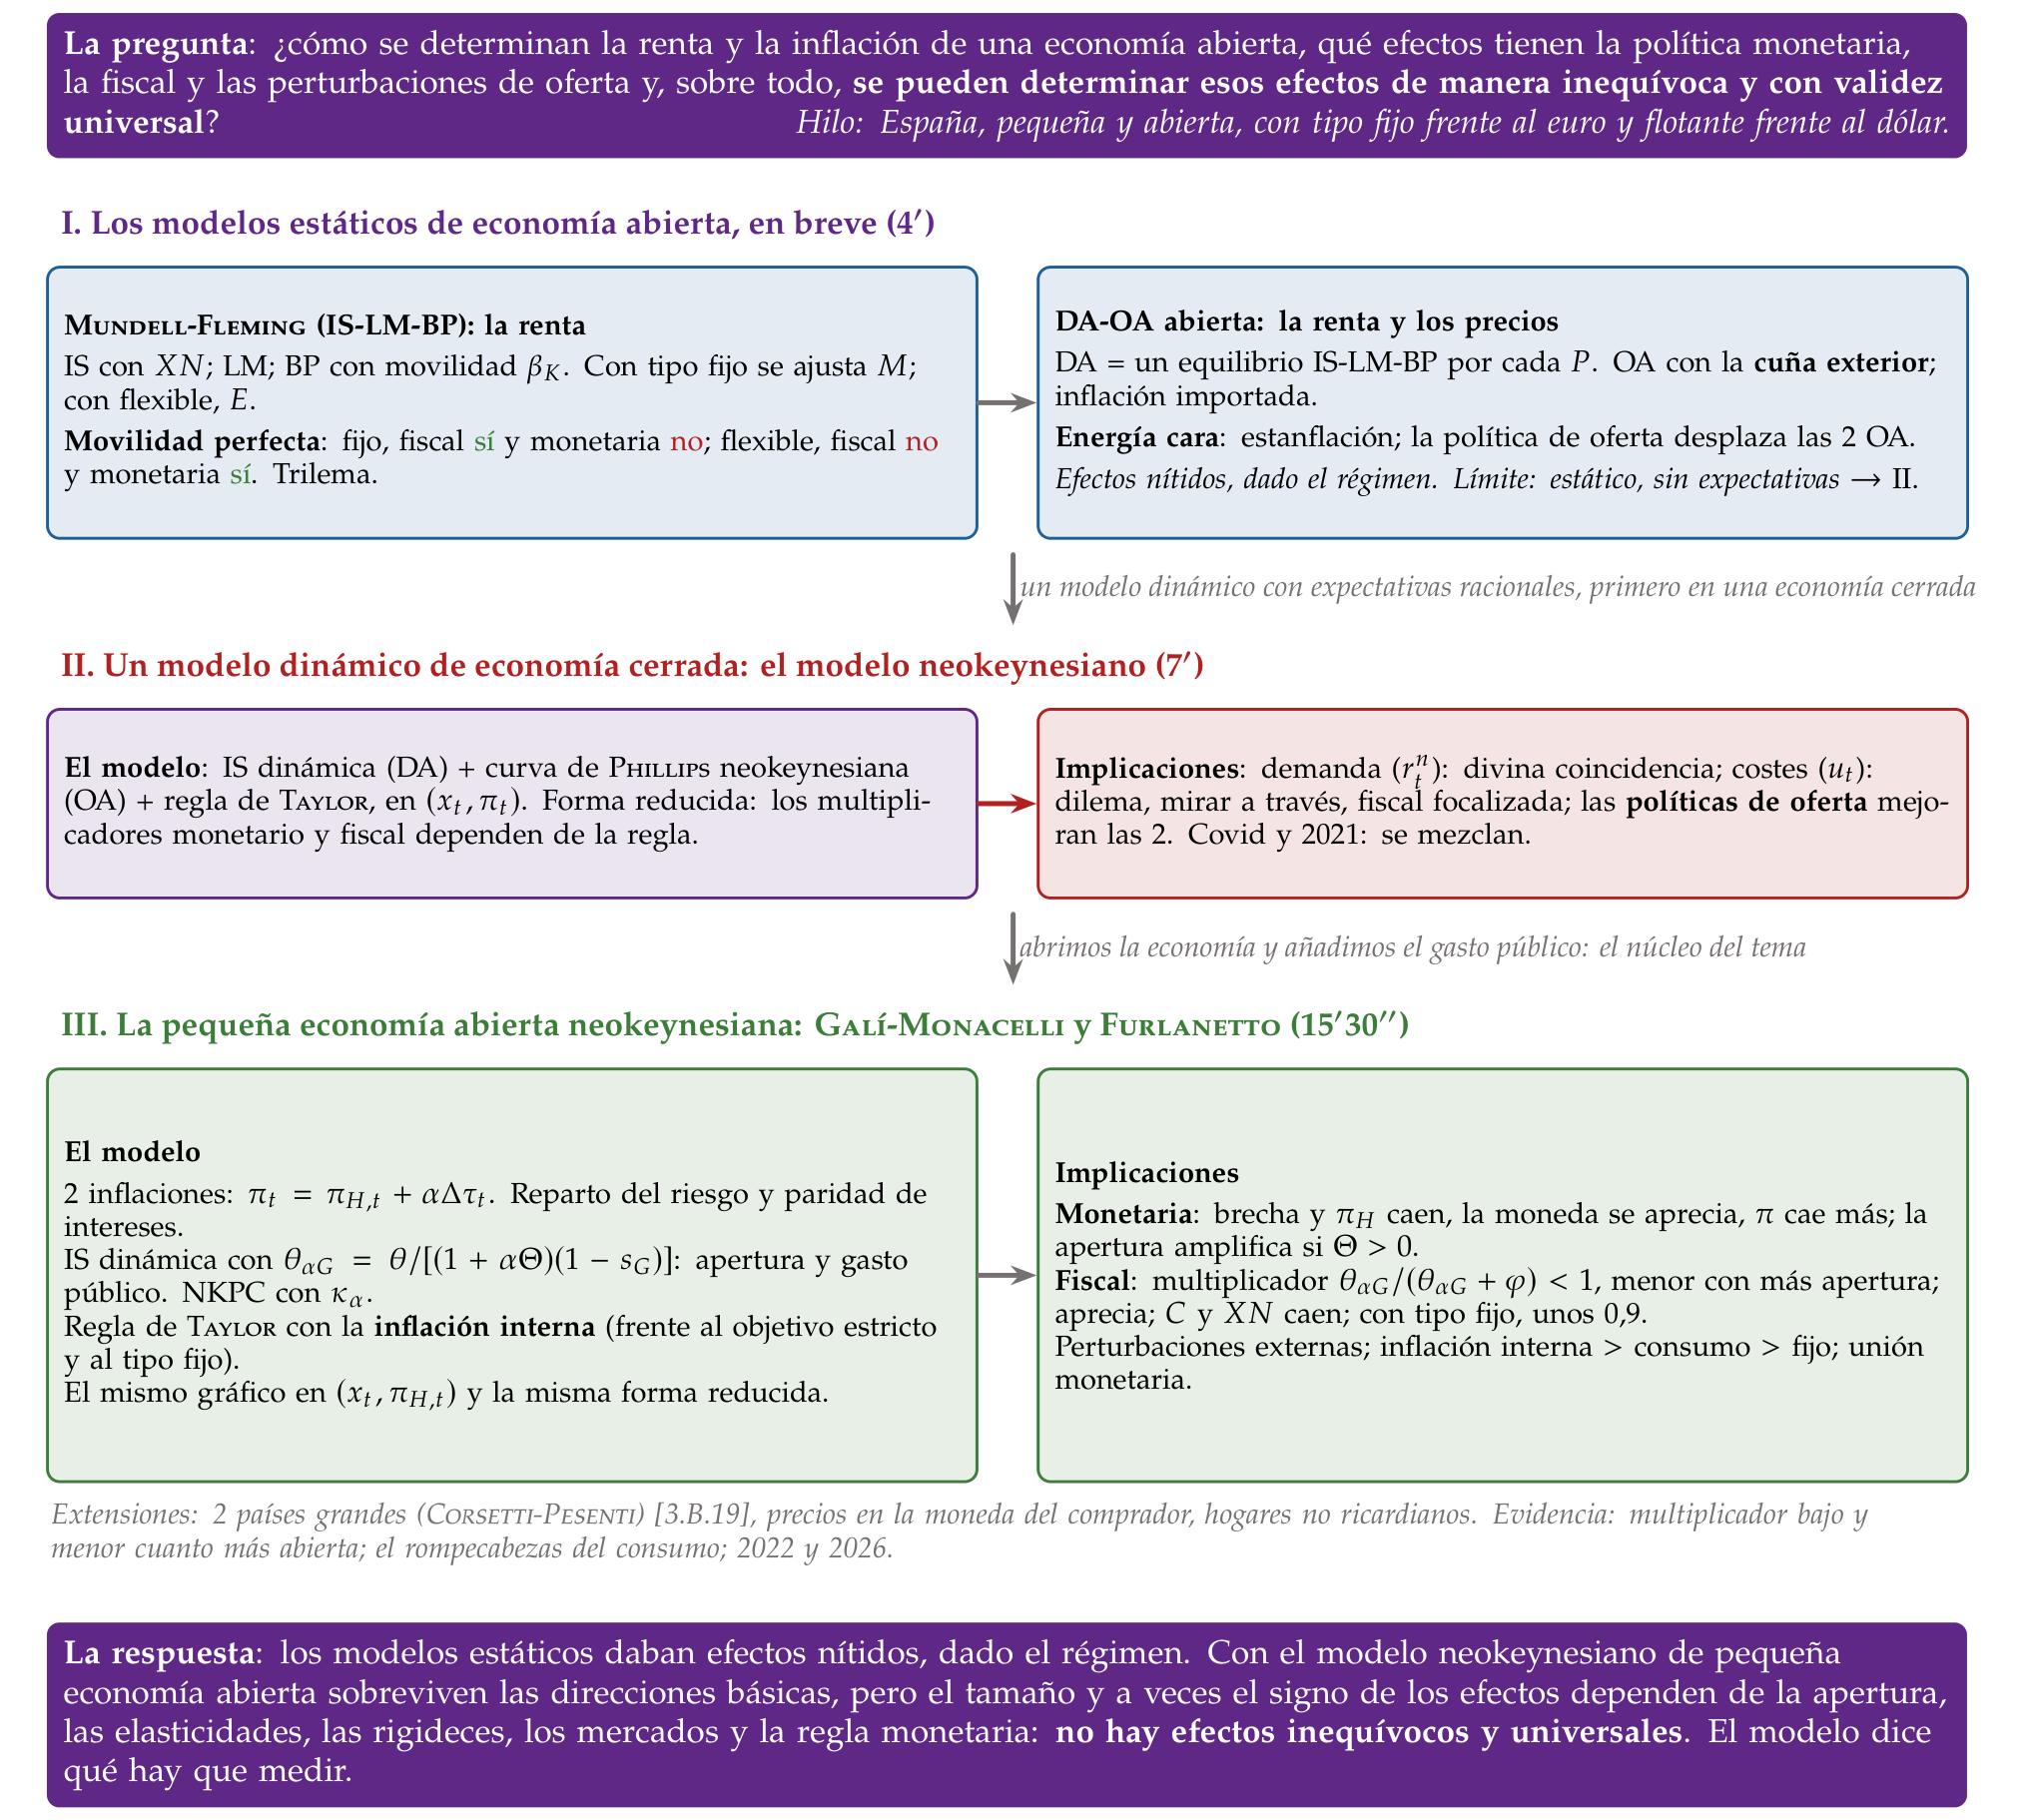 La pregunta: ¿cómo se determinan la renta y la inflación de una economía abierta, qué efectos tienen la política monetaria,
la fiscal y las perturbaciones de oferta y, sobre todo, se pueden determinar esos efectos de manera inequívoca y con validez
universal? Hilo: España, pequeña y abierta, con tipo fijo frente al euro y flotante frente al dólar.
I. Los modelos estáticos de economía abierta, en breve (4′)
Mundell-Fleming (IS-LM-BP): la renta
IS con XN; LM; BP con movilidad β_K. Con tipo fijo se ajusta M;
con flexible, E.
Movilidad perfecta: fijo, fiscal sí y monetaria no; flexible, fiscal no
y monetaria sí. Trilema.
DA-OA abierta: la renta y los precios
DA = un equilibrio IS-LM-BP por cada P. OA con la cuña exterior;
inflación importada.
Energía cara: estanflación; la política de oferta desplaza las 2 OA.
Efectos nítidos, dado el régimen. Límite: estático, sin expectativas → II.
un modelo dinámico con expectativas racionales, primero en una economía cerrada
II. Un modelo dinámico de economía cerrada: el modelo neokeynesiano (7′)
El modelo: IS dinámica (DA) + curva de Phillips neokeynesiana
(OA) + regla de Taylor, en (x_t, π_t). Forma reducida: los multipli-
cadores monetario y fiscal dependen de la regla.
Implicaciones: demanda (r_t^n): divina coincidencia; costes (u_t):
dilema, mirar a través, fiscal focalizada; las políticas de oferta mejo-
ran las 2. Covid y 2021: se mezclan.
abrimos la economía y añadimos el gasto público: el núcleo del tema
III. La pequeña economía abierta neokeynesiana: Galí-Monacelli y Furlanetto (15′30′′)
El modelo
2 inflaciones: π_t = π_{H,t} + αΔτ_t. Reparto del riesgo y paridad de
intereses.
IS dinámica con θ_{αG} = θ/[(1 + αΘ)(1 − s_G)]: apertura y gasto
público. NKPC con κ_α.
Regla de Taylor con la inflación interna (frente al objetivo estricto
y al tipo fijo).
El mismo gráfico en (x_t, π_{H,t}) y la misma forma reducida.
Implicaciones
Monetaria: brecha y π_H caen, la moneda se aprecia, π cae más; la
apertura amplifica si Θ > 0.
Fiscal: multiplicador θ_{αG}/(θ_{αG} + φ) < 1, menor con más apertura;
aprecia; C y XN caen; con tipo fijo, unos 0,9.
Perturbaciones externas; inflación interna > consumo > fijo; unión
monetaria.
Extensiones: 2 países grandes (Corsetti-Pesenti) [3.B.19], precios en la moneda del comprador, hogares no ricardianos. Evidencia: multiplicador bajo y
menor cuanto más abierta; el rompecabezas del consumo; 2022 y 2026.
La respuesta: los modelos estáticos daban efectos nítidos, dado el régimen. Con el modelo neokeynesiano de pequeña
economía abierta sobreviven las direcciones básicas, pero el tamaño y a veces el signo de los efectos dependen de la apertura,
las elasticidades, las rigideces, los mercados y la regla monetaria: no hay efectos inequívocos y universales. El modelo dice
qué hay que medir.